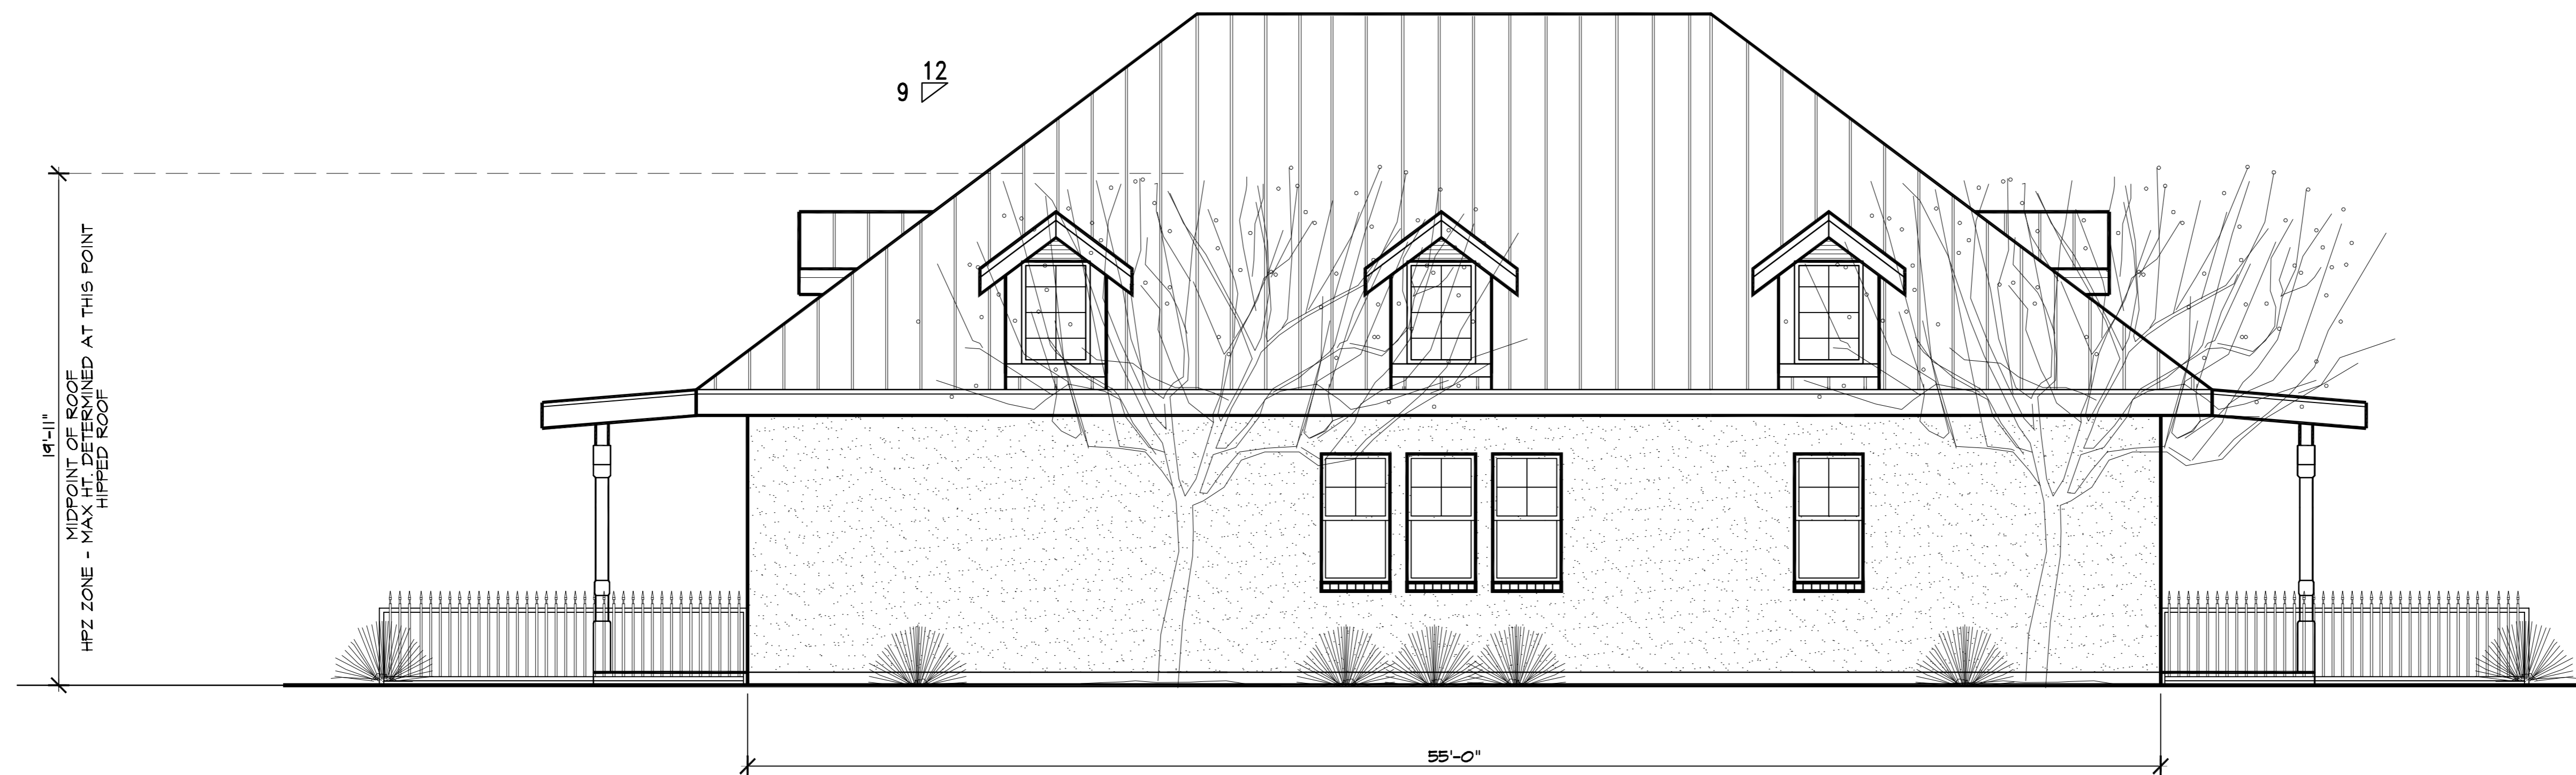 12
9
19'-11"
MIDPOINT OF ROOF
HPZ ZONE - MAX HT. DETERMINED AT THIS POINT
HIPPED ROOF
55'-0"